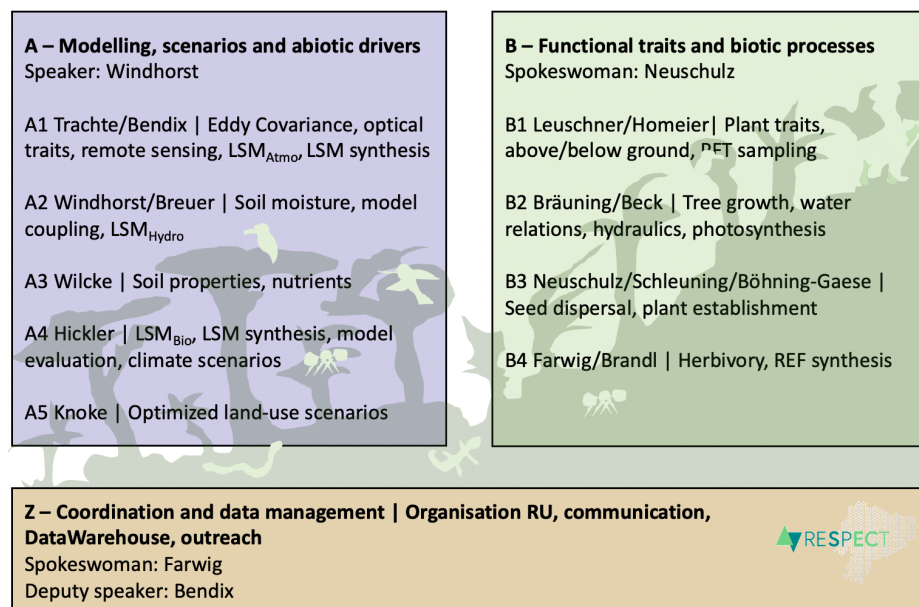 A – Modelling, scenarios and abiotic drivers
Speaker: Windhorst
A1 Trachte/Bendix | Eddy Covariance, optical
traits, remote sensing, LSMAtmo, LSM synthesis
A2 Windhorst/Breuer | Soil moisture, model
coupling, LSMHydro
A3 Wilcke | Soil properties, nutrients
A4 Hickler | LSMBio, LSM synthesis, model
evaluation, climate scenarios
A5 Knoke | Optimized land-use scenarios
B – Functional traits and biotic processes
Spokeswoman: Neuschulz
B1 Leuschner/Homeier| Plant traits,
above/below ground, PFT sampling
B2 Bräuning/Beck | Tree growth, water
relations, hydraulics, photosynthesis
B3 Neuschulz/Schleuning/Böhning-Gaese |
Seed dispersal, plant establishment
B4 Farwig/Brandl | Herbivory, REF synthesis
Z – Coordination and data management | Organisation RU, communication,
DataWarehouse, outreach
Spokeswoman: Farwig
Deputy speaker: Bendix
RESPECT